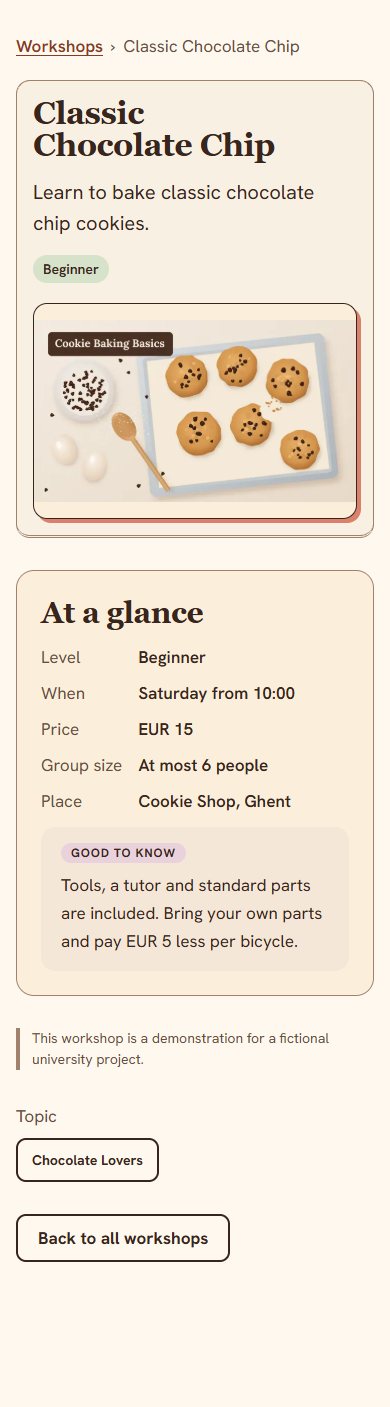 Workshops › Classic Chocolate Chip
Classic
Chocolate Chip
Learn to bake classic chocolate
chip cookies.
Beginner
Cookie Baking Basics
At a glance
Level Beginner
When Saturday from 10:00
Price EUR 15
Group size At most 6 people
Place Cookie Shop, Ghent
GOOD TO KNOW
Tools, a tutor and standard parts
are included. Bring your own parts
and pay EUR 5 less per bicycle.
This workshop is a demonstration for a fictional
university project.
Topic
Chocolate Lovers
Back to all workshops